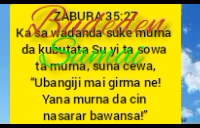 ZABURA 35:27
Ka sa wadanda suke murna
da kubutata Su yi ta sowa
ta murna, suna cewa,
“Ubangiji mai girma ne!
Yana murna da cin
nasarar bawansa!”